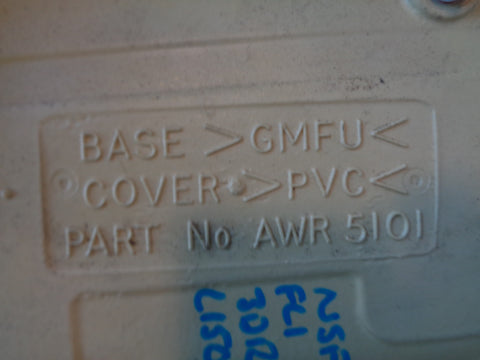 BASE >GMFU<
COVER >PVC<
PART No AWR 5101